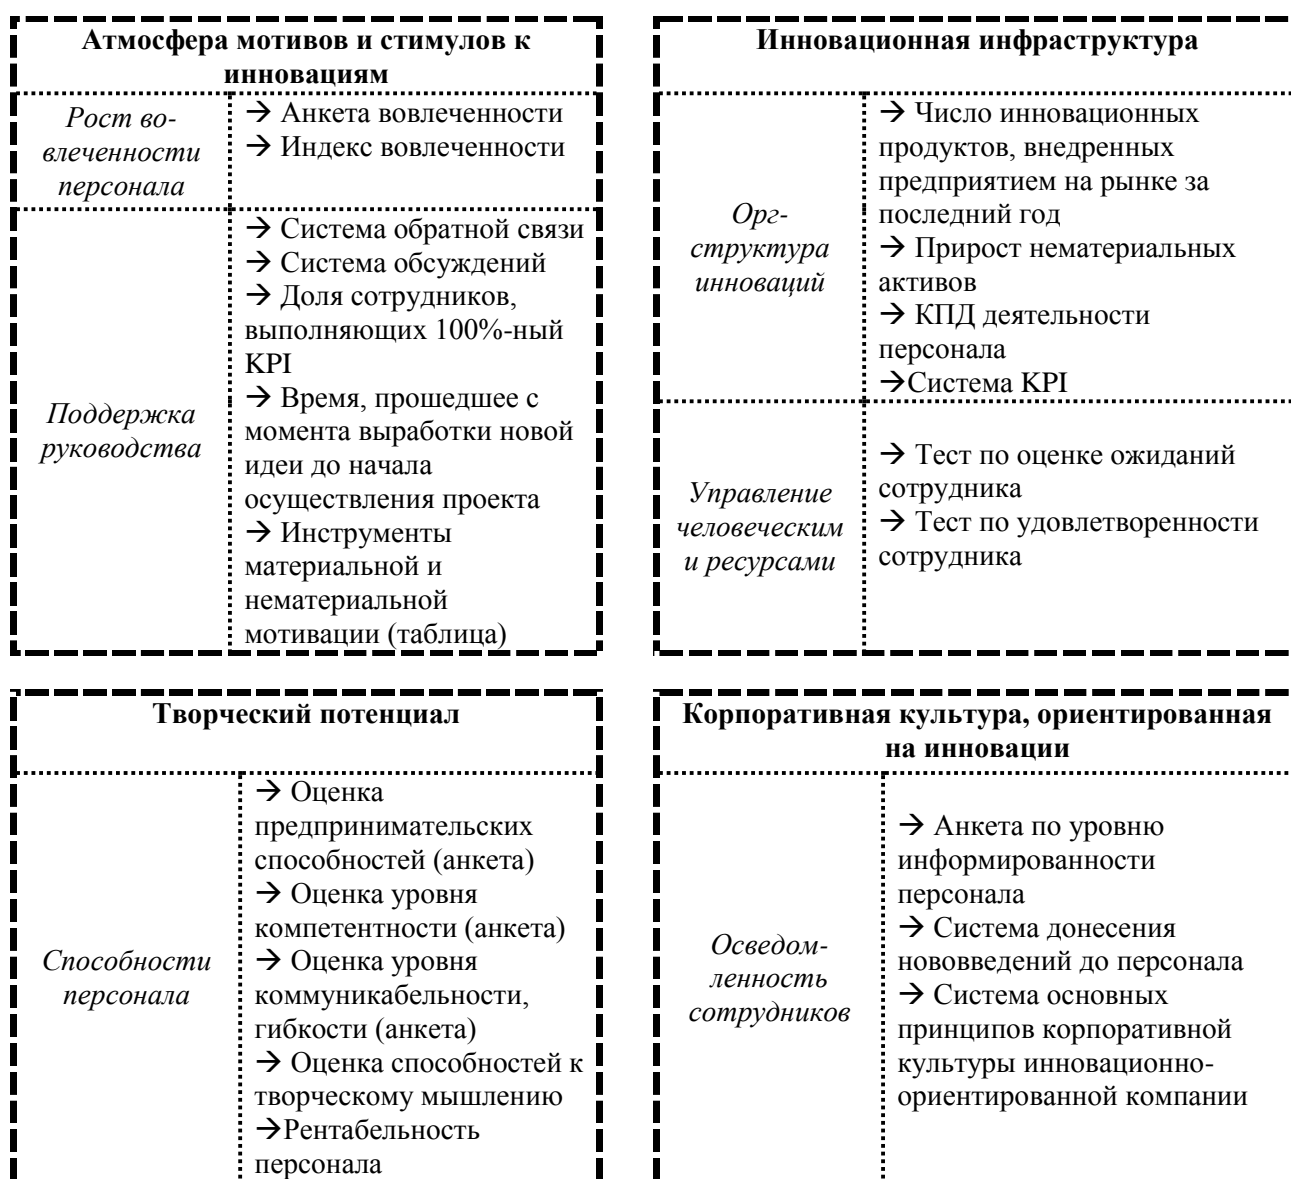 Атмосфера мотивов и стимулов к
инновациям
Рост во-
влеченности
персонала
→ Анкета вовлеченности
→ Индекс вовлеченности
Поддержка
руководства
→ Система обратной связи
→ Система обсуждений
→ Доля сотрудников,
выполняющих 100%-ный
KPI
→ Время, прошедшее с
момента выработки новой
идеи до начала
осуществления проекта
→ Инструменты
материальной и
нематериальной
мотивации (таблица)
Инновационная инфраструктура
Орг-
структура
инноваций
→ Число инновационных
продуктов, внедренных
предприятием на рынке за
последний год
→ Прирост нематериальных
активов
→ КПД деятельности
персонала
→Система KPI
Управление
человеческим
и ресурсами
→ Тест по оценке ожиданий
сотрудника
→ Тест по удовлетворенности
сотрудника
Творческий потенциал
Способности
персонала
→ Оценка
предпринимательских
способностей (анкета)
→ Оценка уровня
компетентности (анкета)
→ Оценка уровня
коммуникабельности,
гибкости (анкета)
→ Оценка способностей к
творческому мышлению
→Рентабельность
персонала
Корпоративная культура, ориентированная
на инновации
Осведом-
ленность
сотрудников
→ Анкета по уровню
информированности
персонала
→ Система донесения
нововведений до персонала
→ Система основных
принципов корпоративной
культуры инновационно-
ориентированной компании